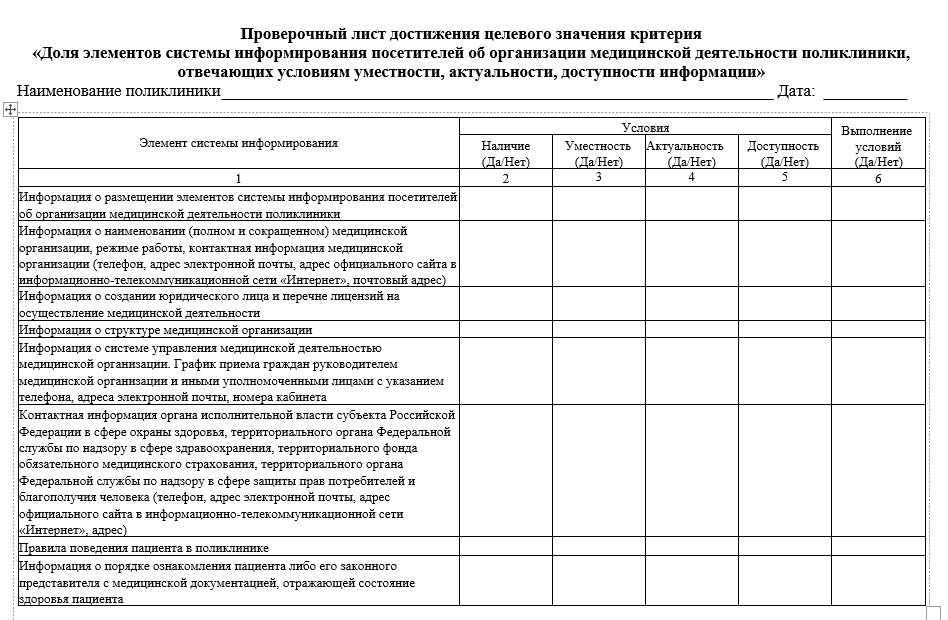 Проверочный лист достижения целевого значения критерия
«Доля элементов системы информирования посетителей об организации медицинской деятельности поликлиники,
отвечающих условиям уместности, актуальности, доступности информации»
Наименование поликлиники Дата:
Элемент системы информирования
Условия
Выполнение
условий
(Да/Нет)
Наличие
(Да/Нет)
Уместность
(Да/Нет)
Актуальность
(Да/Нет)
Доступность
(Да/Нет)
1 2 3 4 5 6
Информация о размещении элементов системы информирования посетителей
об организации медицинской деятельности поликлиники
Информация о наименовании (полном и сокращенном) медицинской
организации, режиме работы, контактная информация медицинской
организации (телефон, адрес электронной почты, адрес официального сайта в
информационно-телекоммуникационной сети «Интернет», почтовый адрес)
Информация о создании юридического лица и перечне лицензий на
осуществление медицинской деятельности
Информация о структуре медицинской организации
Информация о системе управления медицинской деятельностью
медицинской организации. График приема граждан руководителем
медицинской организации и иными уполномоченными лицами с указанием
телефона, адреса электронной почты, номера кабинета
Контактная информация органа исполнительной власти субъекта Российской
Федерации в сфере охраны здоровья, территориального органа Федеральной
службы по надзору в сфере здравоохранения, территориального фонда
обязательного медицинского страхования, территориального органа
Федеральной службы по надзору в сфере защиты прав потребителей и
благополучия человека (телефон, адрес электронной почты, адрес
официального сайта в информационно-телекоммуникационной сети
«Интернет», адрес)
Правила поведения пациента в поликлинике
Информация о порядке ознакомления пациента либо его законного
представителя с медицинской документацией, отражающей состояние
здоровья пациента